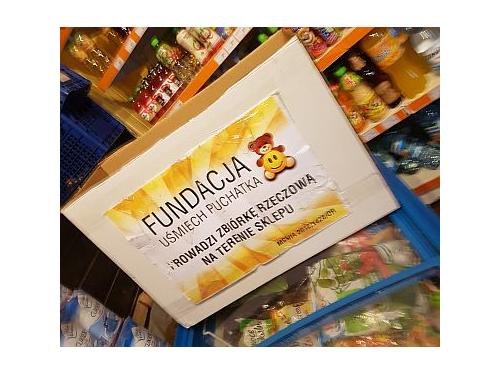 FUNDACJA
UŚMIECH PUCHATKA
PROWADZI ZBIÓRKĘ RZECZOWĄ
NA TERENIE SKLEPU